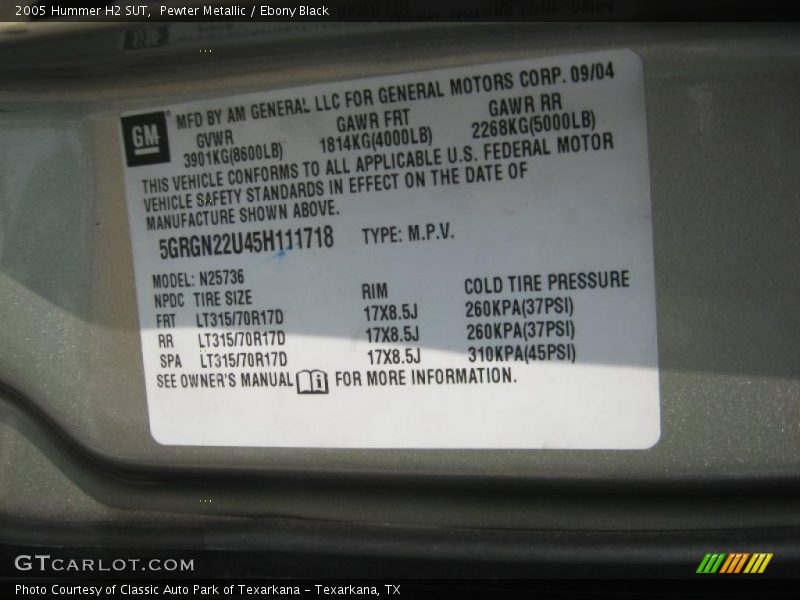 2005 Hummer H2 SUT, Pewter Metallic / Ebony Black
GM
MFD BY AM GENERAL LLC FOR GENERAL MOTORS CORP. 09/04
GVWR GAWR FRT GAWR RR
3901KG(8600LB) 1814KG(4000LB) 2268KG(5000LB)
THIS VEHICLE CONFORMS TO ALL APPLICABLE U.S. FEDERAL MOTOR
VEHICLE SAFETY STANDARDS IN EFFECT ON THE DATE OF
MANUFACTURE SHOWN ABOVE.
5GRGN22U45H111718 TYPE: M.P.V.
MODEL: N25736
NPDC TIRE SIZE RIM COLD TIRE PRESSURE
FRT LT315/70R17D 17X8.5J 260KPA(37PSI)
RR LT315/70R17D 17X8.5J 260KPA(37PSI)
SPA LT315/70R17D 17X8.5J 310KPA(45PSI)
SEE OWNER'S MANUAL FOR MORE INFORMATION.
GTCARLOT.COM
Photo Courtesy of Classic Auto Park of Texarkana - Texarkana, TX